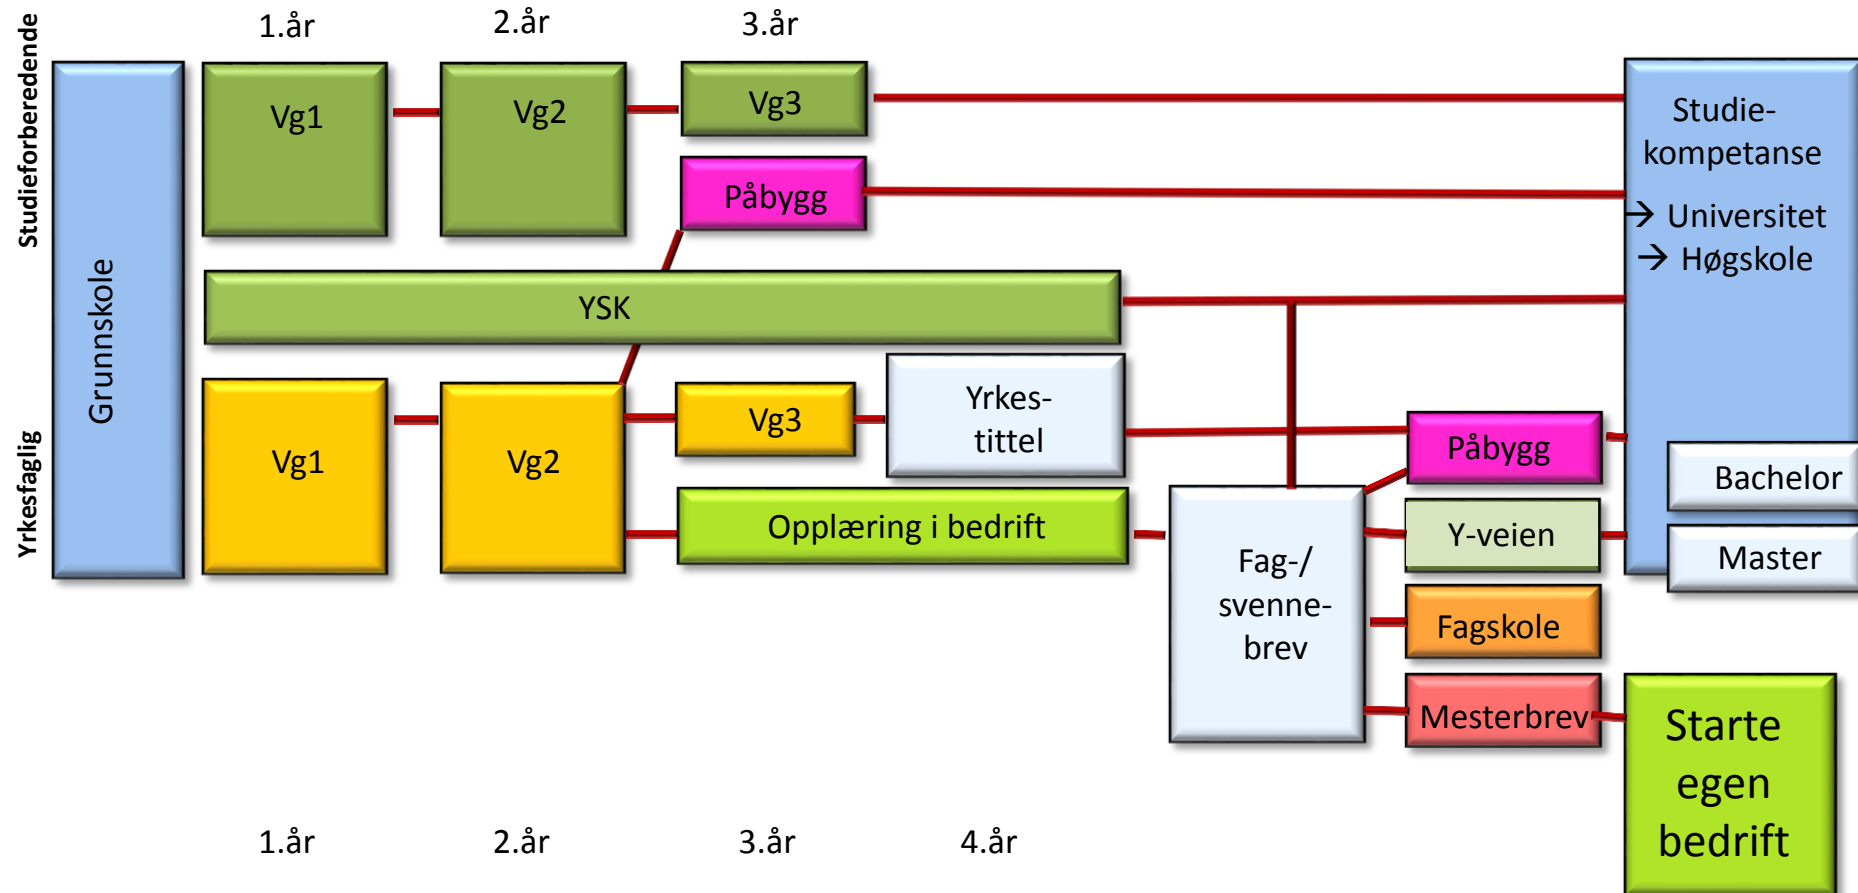 1.år
2.år
3.år
Studieforberedende
Yrkesfaglig
Grunnskole
Vg1
Vg2
Vg3
Påbygg
YSK
Vg1
Vg2
Vg3
Yrkes-
tittel
Opplæring i bedrift
Fag-/
svenne-
brev
Påbygg
Y-veien
Fagskole
Mesterbrev
Studie-
kompetanse
→ Universitet
→ Høgskole
Bachelor
Master
Starte
egen
bedrift
1.år
2.år
3.år
4.år